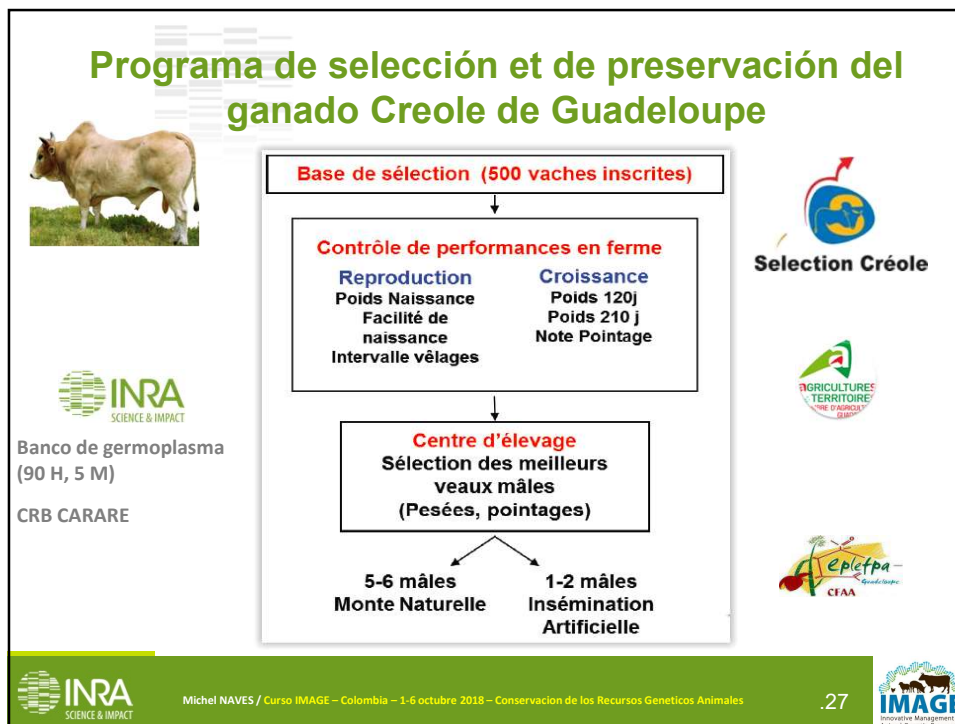 Programa de selección et de preservación del
ganado Creole de Guadeloupe
Base de sélection (500 vaches inscrites)
Contrôle de performances en ferme
Reproduction
Poids Naissance
Facilité de
naissance
Intervalle vêlages
Croissance
Poids 120j
Poids 210 j
Note Pointage
Centre d'élevage
Sélection des meilleurs
veaux mâles
(Pesées, pointages)
5-6 mâles
Monte Naturelle
1-2 mâles
Insémination
Artificielle
INRA
SCIENCE & IMPACT
Banco de germoplasma
(90 H, 5 M)
CRB CARARE
Selection Créole
AGRICULTURES
TERRITOIRE
eplefpa
Guadeloupe
CFAA
INRA
SCIENCE & IMPACT
Michel NAVES / Curso IMAGE – Colombia – 1-6 octubre 2018 – Conservacion de los Recursos Geneticos Animales
.27
IMAGE
Innovative Management